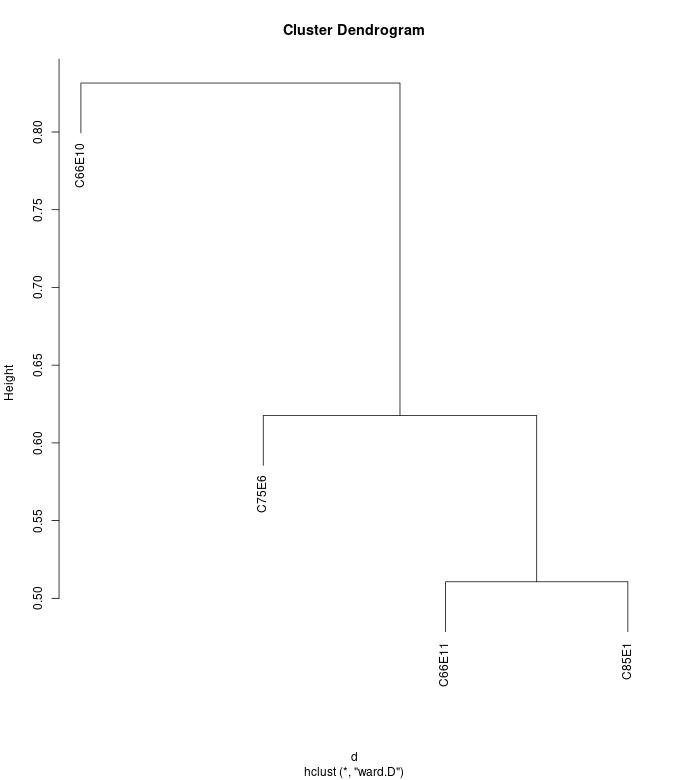 Cluster Dendrogram
Height
0.80
0.75
0.70
0.65
0.60
0.55
0.50
C66E10
C75E6
C66E11
C85E1
d
hclust (*, "ward.D")